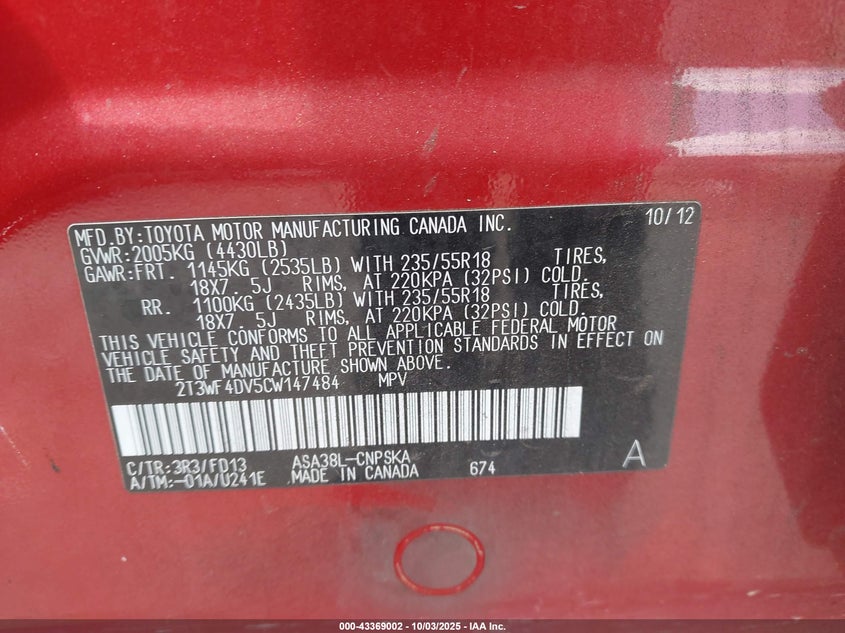 MFD.BY:TOYOTA MOTOR MANUFACTURING CANADA INC. 10/12
GVWR:2005KG (4430LB)
GAWR:FRT. 1145KG (2535LB) WITH 235/55R18 TIRES,
18X7. 5J RIMS, AT 220KPA (32PSI) COLD.
RR. 1100KG (2435LB) WITH 235/55R18 TIRES,
18X7. 5J RIMS, AT 220KPA (32PSI) COLD.
THIS VEHICLE CONFORMS TO ALL APPLICABLE FEDERAL MOTOR
VEHICLE SAFETY AND THEFT PREVENTION STANDARDS IN EFFECT ON
THE DATE OF MANUFACTURE SHOWN ABOVE.
2T3WF4DV5CW147484 MPV
C/TR:3R3/FD13 ASA38L-CNPSKA
A/TM:-01A/U241E MADE IN CANADA 674 A
000-43369002 - 10/03/2025 - IAA Inc.